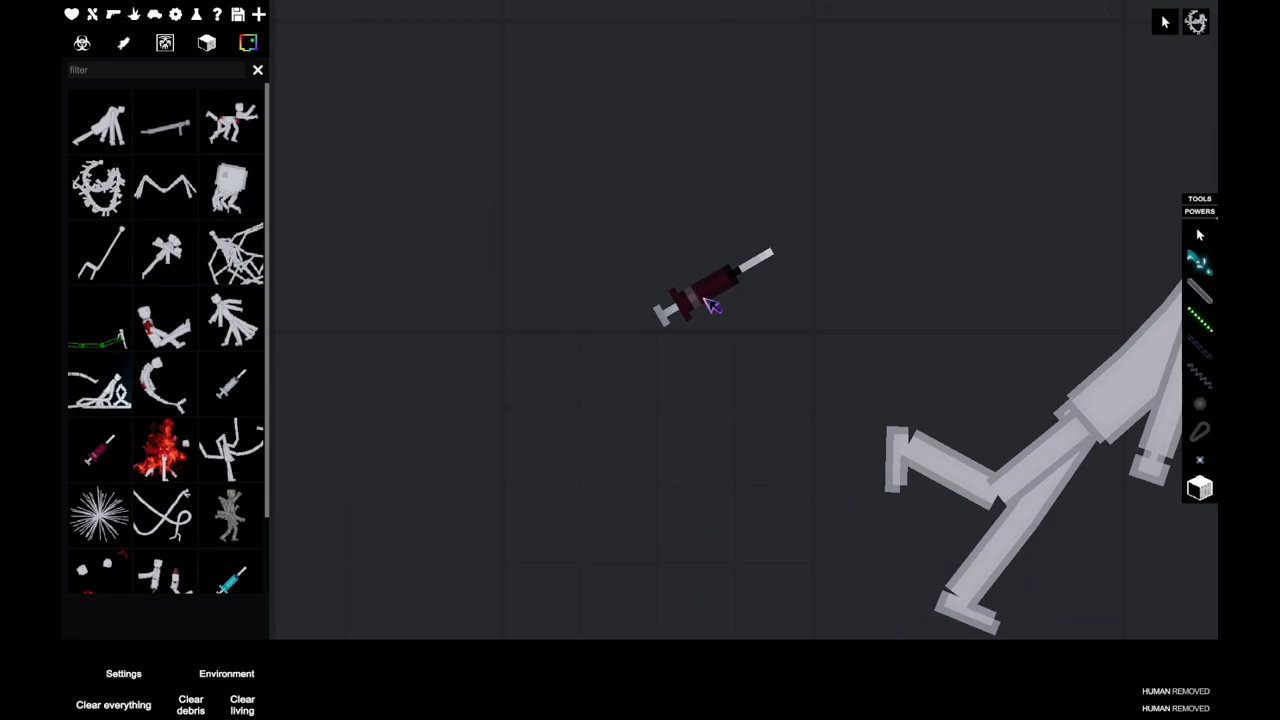 filter
TOOLS
POWERS
Settings
Environment
Clear everything
Clear
debris
Clear
living
HUMAN REMOVED
HUMAN REMOVED